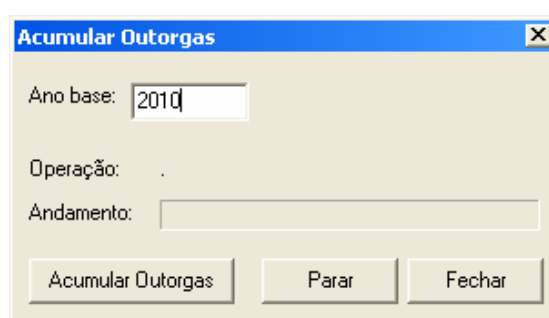 Acumular Outorgas
Ano base: 2010
Operação: .
Andamento:
Acumular Outorgas Parar Fechar